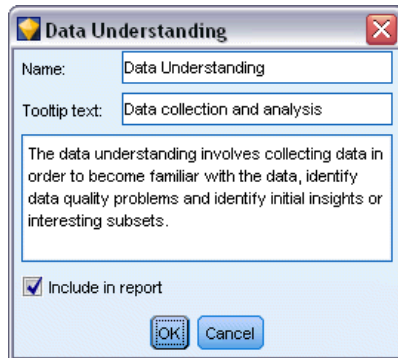 Data Understanding
Name: Data Understanding
Tooltip text: Data collection and analysis
The data understanding involves collecting data in
order to become familiar with the data, identify
data quality problems and identify initial insights or
interesting subsets.
Include in report
OK Cancel